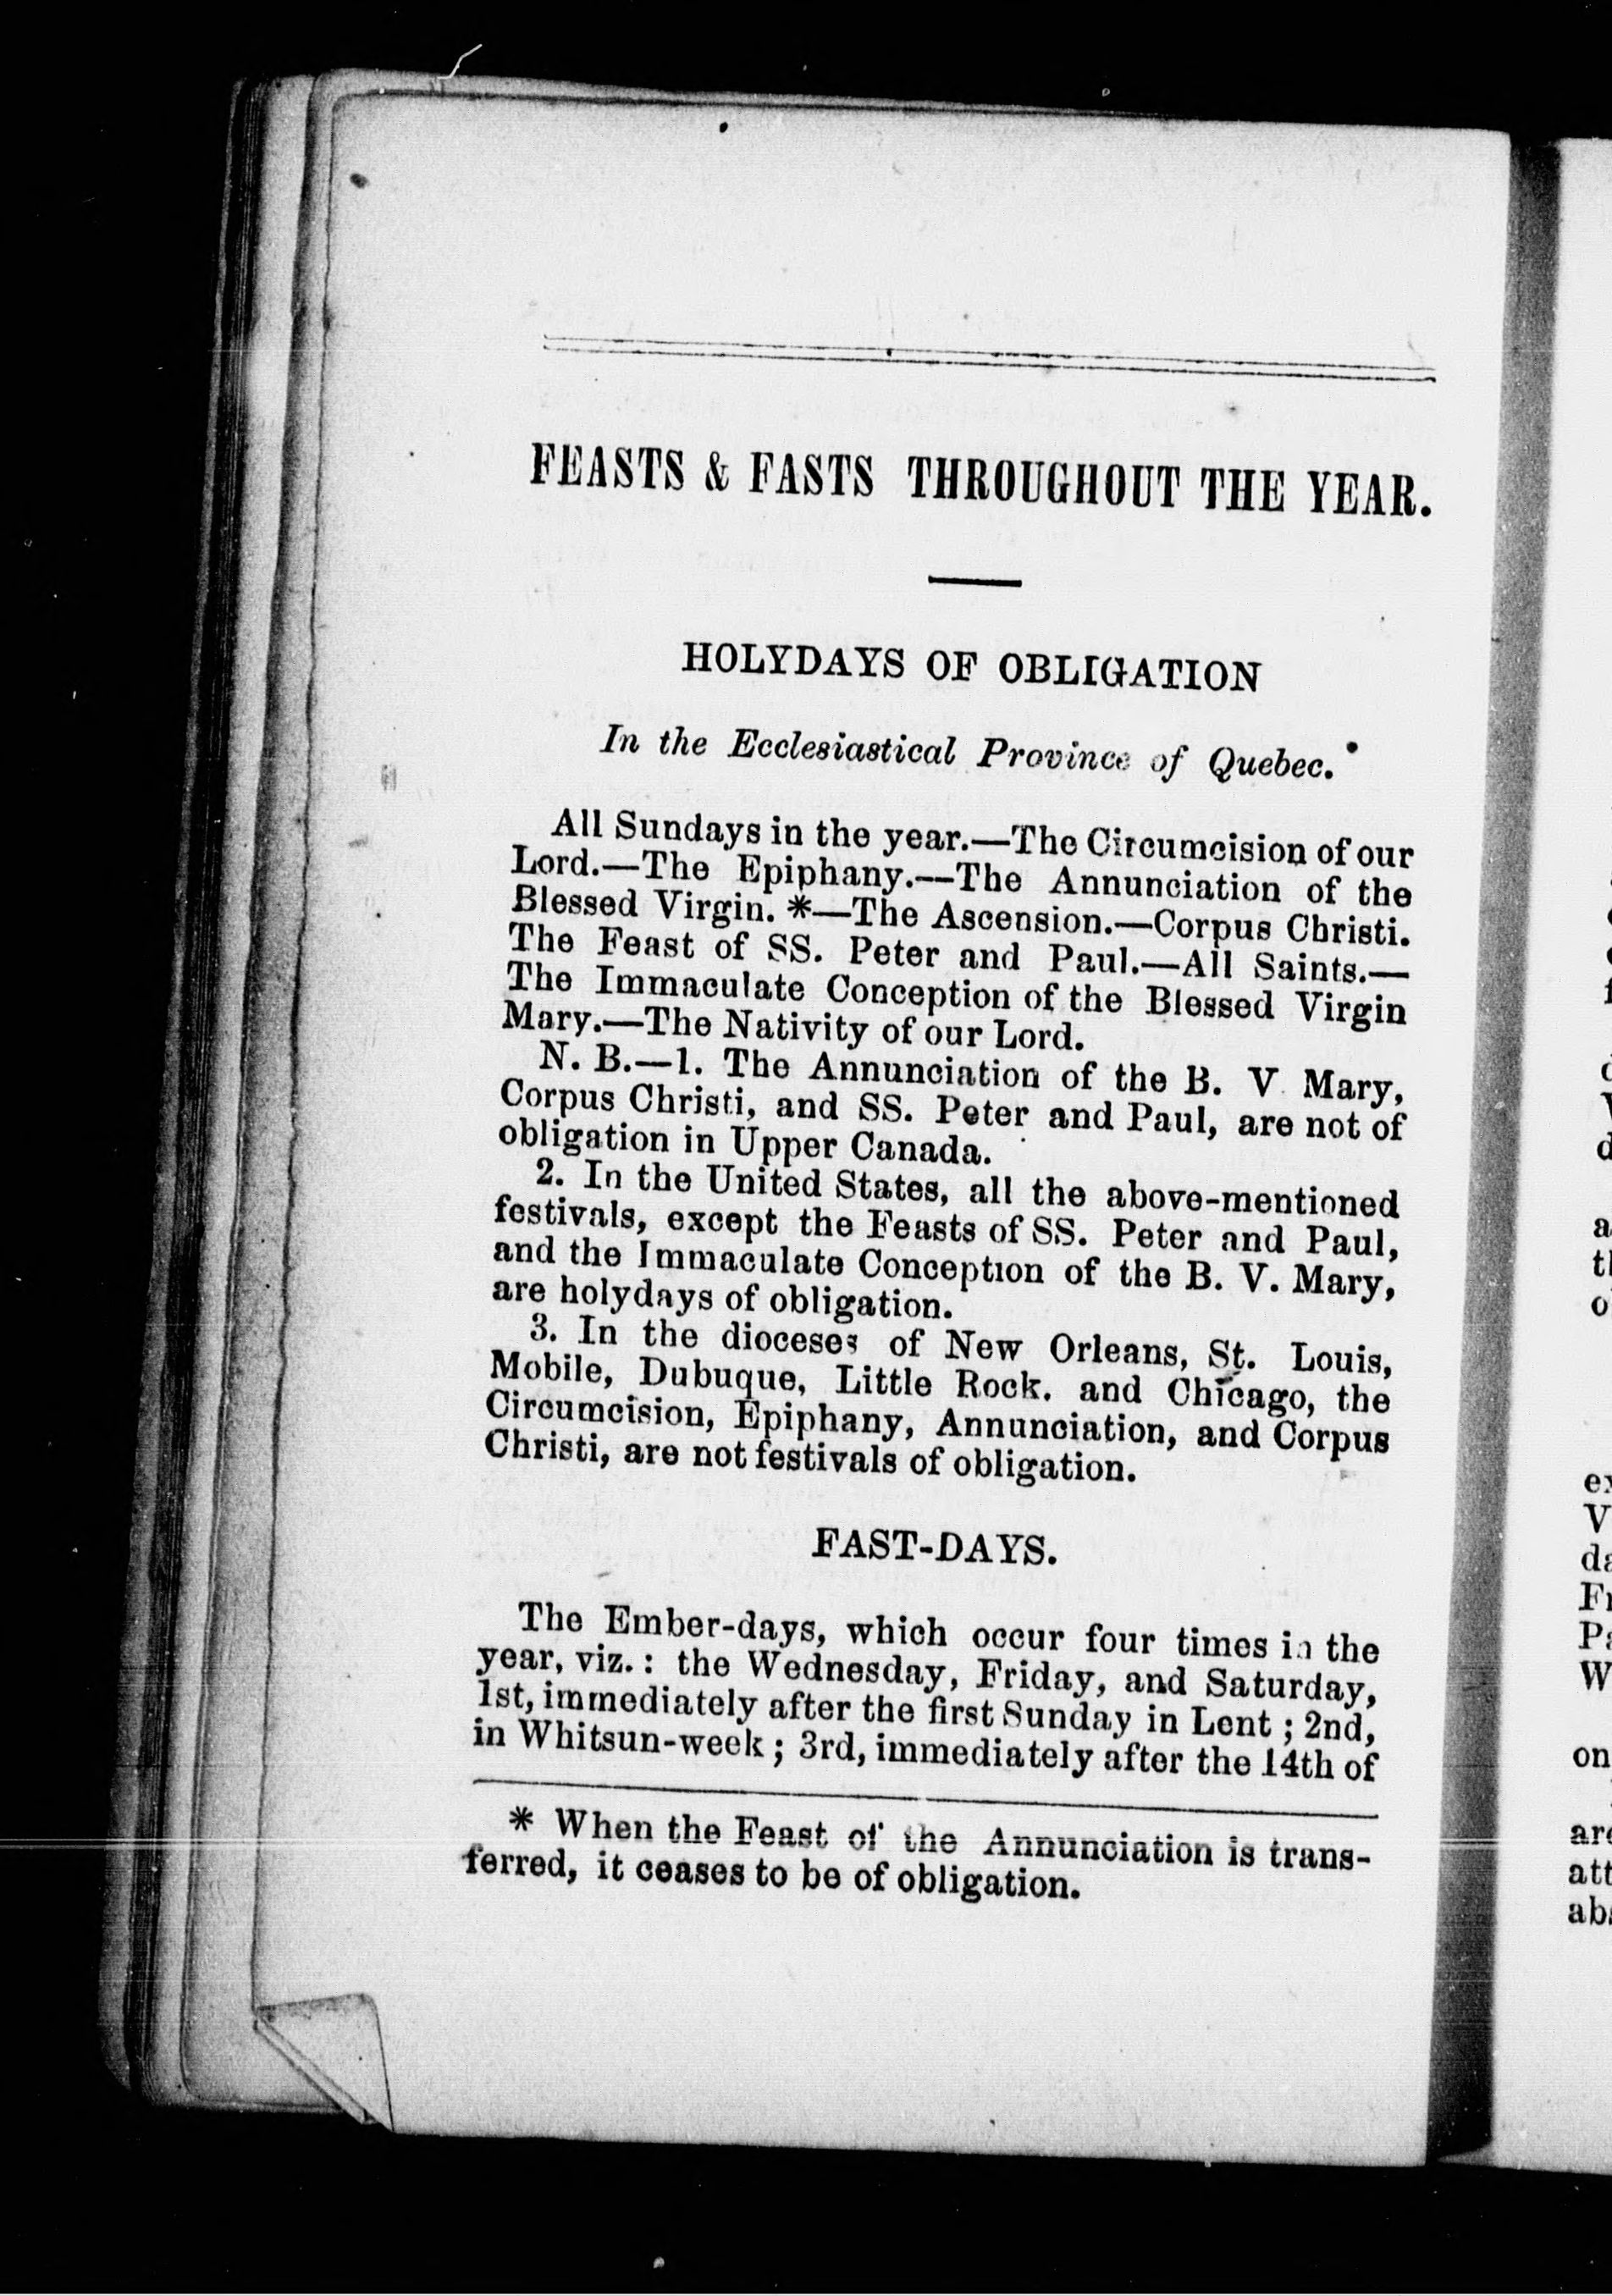 FEASTS & FASTS THROUGHOUT THE YEAR.
HOLYDAYS OF OBLIGATION
In the Ecclesiastical Province of Quebec.
All Sundays in the year.—The Circumcision of our
Lord.—The Epiphany.—The Annunciation of the
Blessed Virgin. *—The Ascension.—Corpus Christi.
The Feast of SS. Peter and Paul.—All Saints.—
The Immaculate Conception of the Blessed Virgin
Mary.—The Nativity of our Lord.
N. B.—1. The Annunciation of the B. V Mary,
Corpus Christi, and SS. Peter and Paul, are not of
obligation in Upper Canada.
2. In the United States, all the above-mentioned
festivals, except the Feasts of SS. Peter and Paul,
and the Immaculate Conception of the B. V. Mary,
are holydays of obligation.
3. In the dioceses of New Orleans, St. Louis,
Mobile, Dubuque, Little Rock. and Chicago, the
Circumcision, Epiphany, Annunciation, and Corpus
Christi, are not festivals of obligation.
FAST-DAYS.
The Ember-days, which occur four times in the
year, viz.: the Wednesday, Friday, and Saturday,
1st, immediately after the first Sunday in Lent; 2nd,
in Whitsun-week; 3rd, immediately after the 14th of
* When the Feast of the Annunciation is trans-
ferred, it ceases to be of obligation.